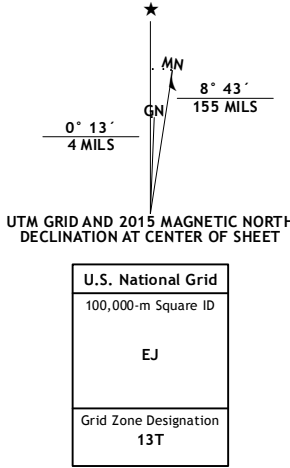 ★
MN
8° 43´
155 MILS
GN
0° 13´
4 MILS
UTM GRID AND 2015 MAGNETIC NORTH
DECLINATION AT CENTER OF SHEET
U.S. National Grid
100,000-m Square ID
EJ
Grid Zone Designation
13T